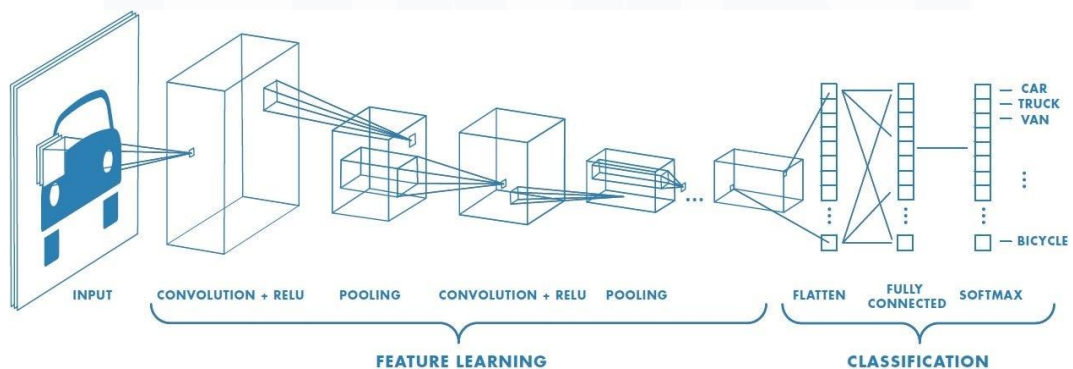 CAR
TRUCK
VAN
BICYCLE
INPUT
CONVOLUTION + RELU
POOLING
CONVOLUTION + RELU
POOLING
FLATTEN
FULLY
CONNECTED
SOFTMAX
FEATURE LEARNING
CLASSIFICATION